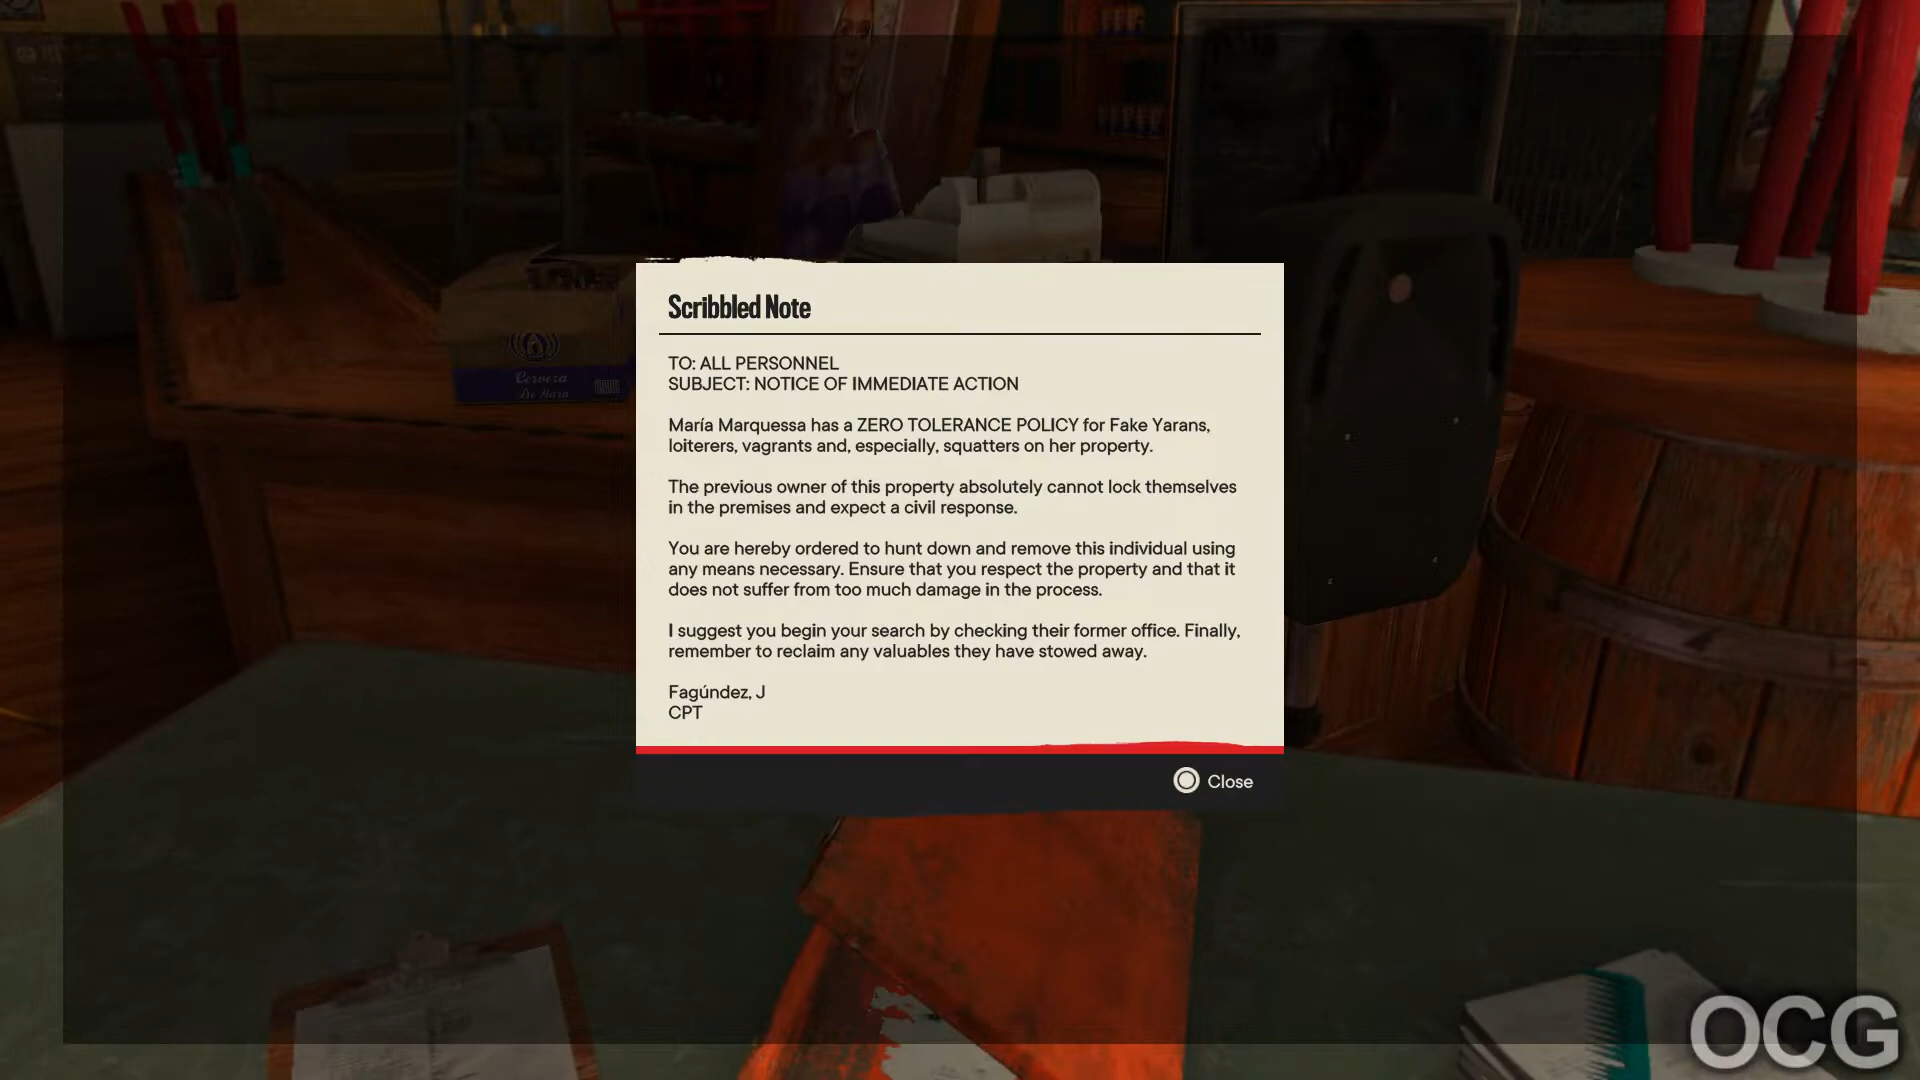 Scribbled Note
TO: ALL PERSONNEL
SUBJECT: NOTICE OF IMMEDIATE ACTION
María Marquessa has a ZERO TOLERANCE POLICY for Fake Yarans,
loiterers, vagrants and, especially, squatters on her property.
The previous owner of this property absolutely cannot lock themselves
in the premises and expect a civil response.
You are hereby ordered to hunt down and remove this individual using
any means necessary. Ensure that you respect the property and that it
does not suffer from too much damage in the process.
I suggest you begin your search by checking their former office. Finally,
remember to reclaim any valuables they have stowed away.
Fagúndez, J
CPT
Close
Cerveza
OCG